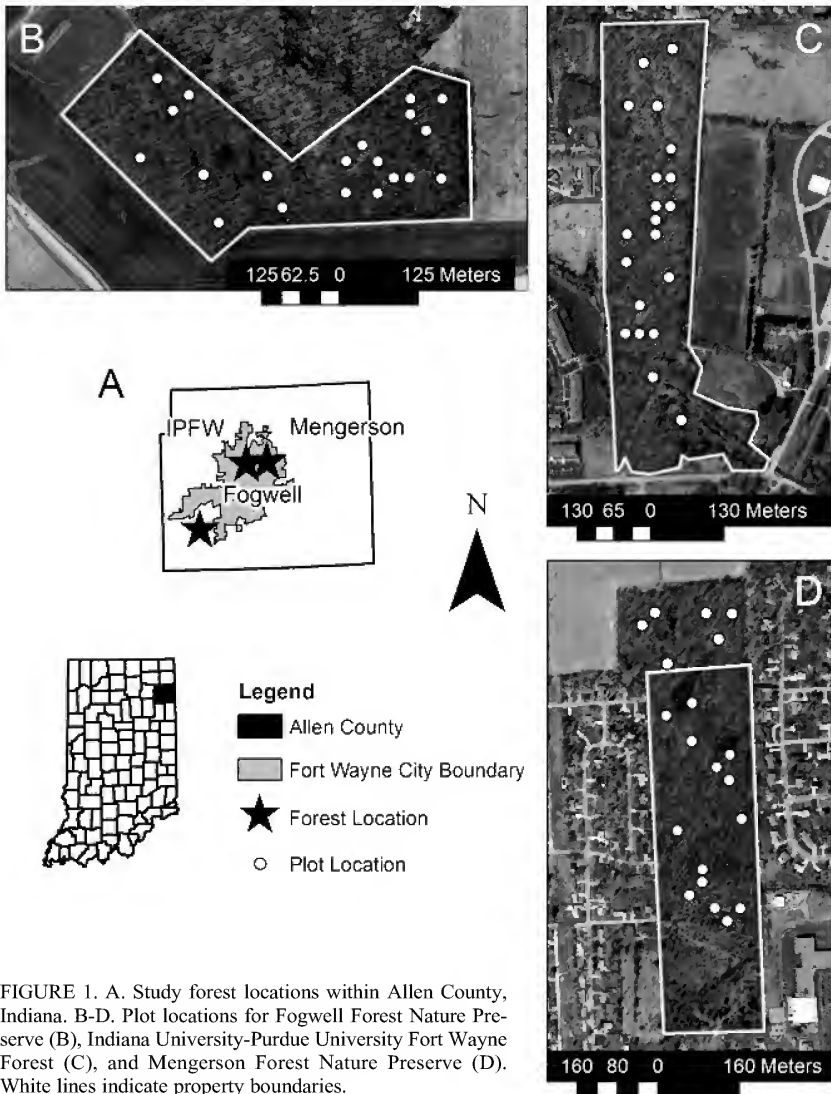 B
12562.5 0 125 Meters
C
130 65 0 130 Meters
A
IPFW Mengerson
Fogwell
N
D
160 80 0 160 Meters
Legend
Allen County
Fort Wayne City Boundary
Forest Location
Plot Location
FIGURE 1. A. Study forest locations within Allen County,
Indiana. B-D. Plot locations for Fogwell Forest Nature Pre-
serve (B), Indiana University-Purdue University Fort Wayne
Forest (C), and Mengerson Forest Nature Preserve (D).
White lines indicate property boundaries.